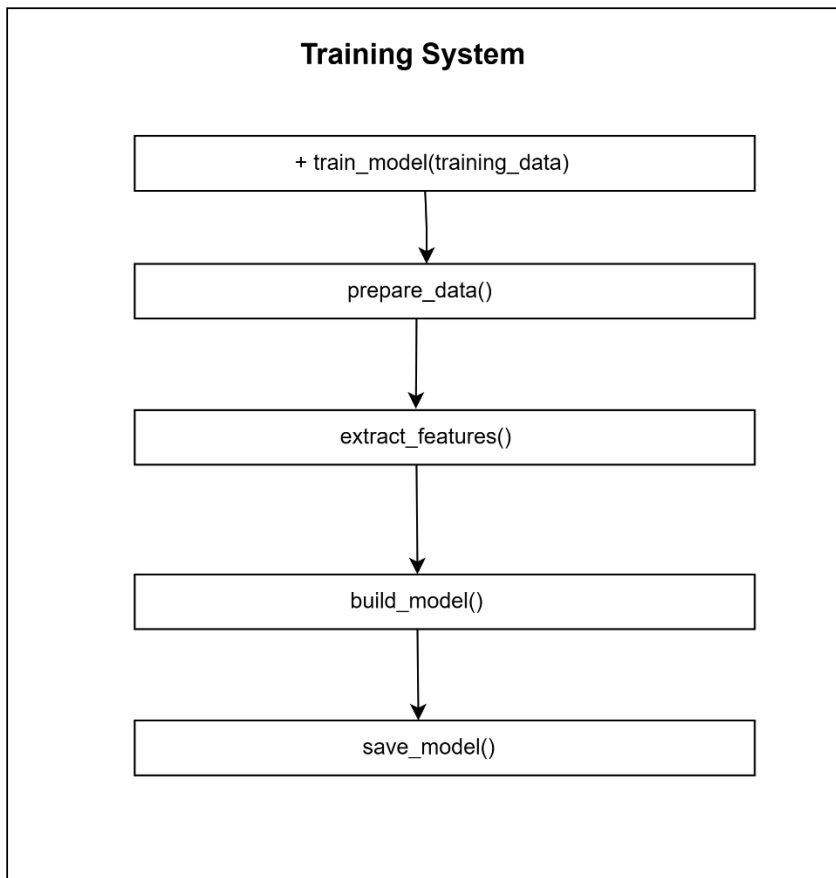 Training System
+ train_model(training_data)
prepare_data()
extract_features()
build_model()
save_model()